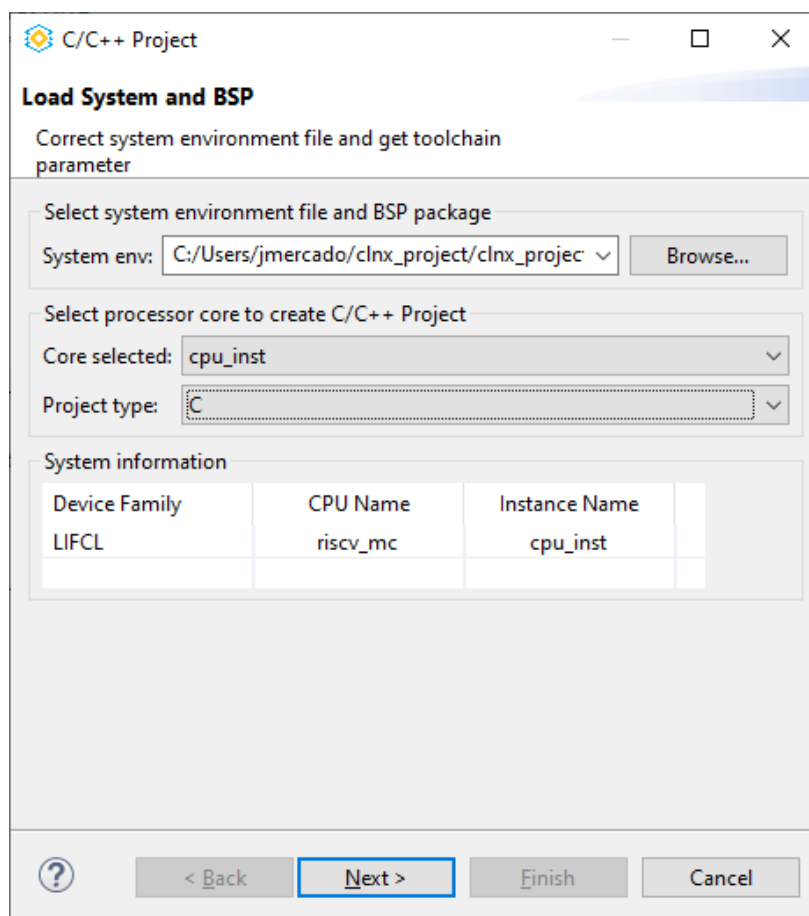 C/C++ Project
Load System and BSP
Correct system environment file and get toolchain
parameter
Select system environment file and BSP package
System env: C:/Users/jmercado/clnx_project/clnx_projec Browse...
Select processor core to create C/C++ Project
Core selected: cpu_inst
Project type: C
System information
Device Family CPU Name Instance Name
LIFCL riscv_mc cpu_inst
? < Back Next > Finish Cancel